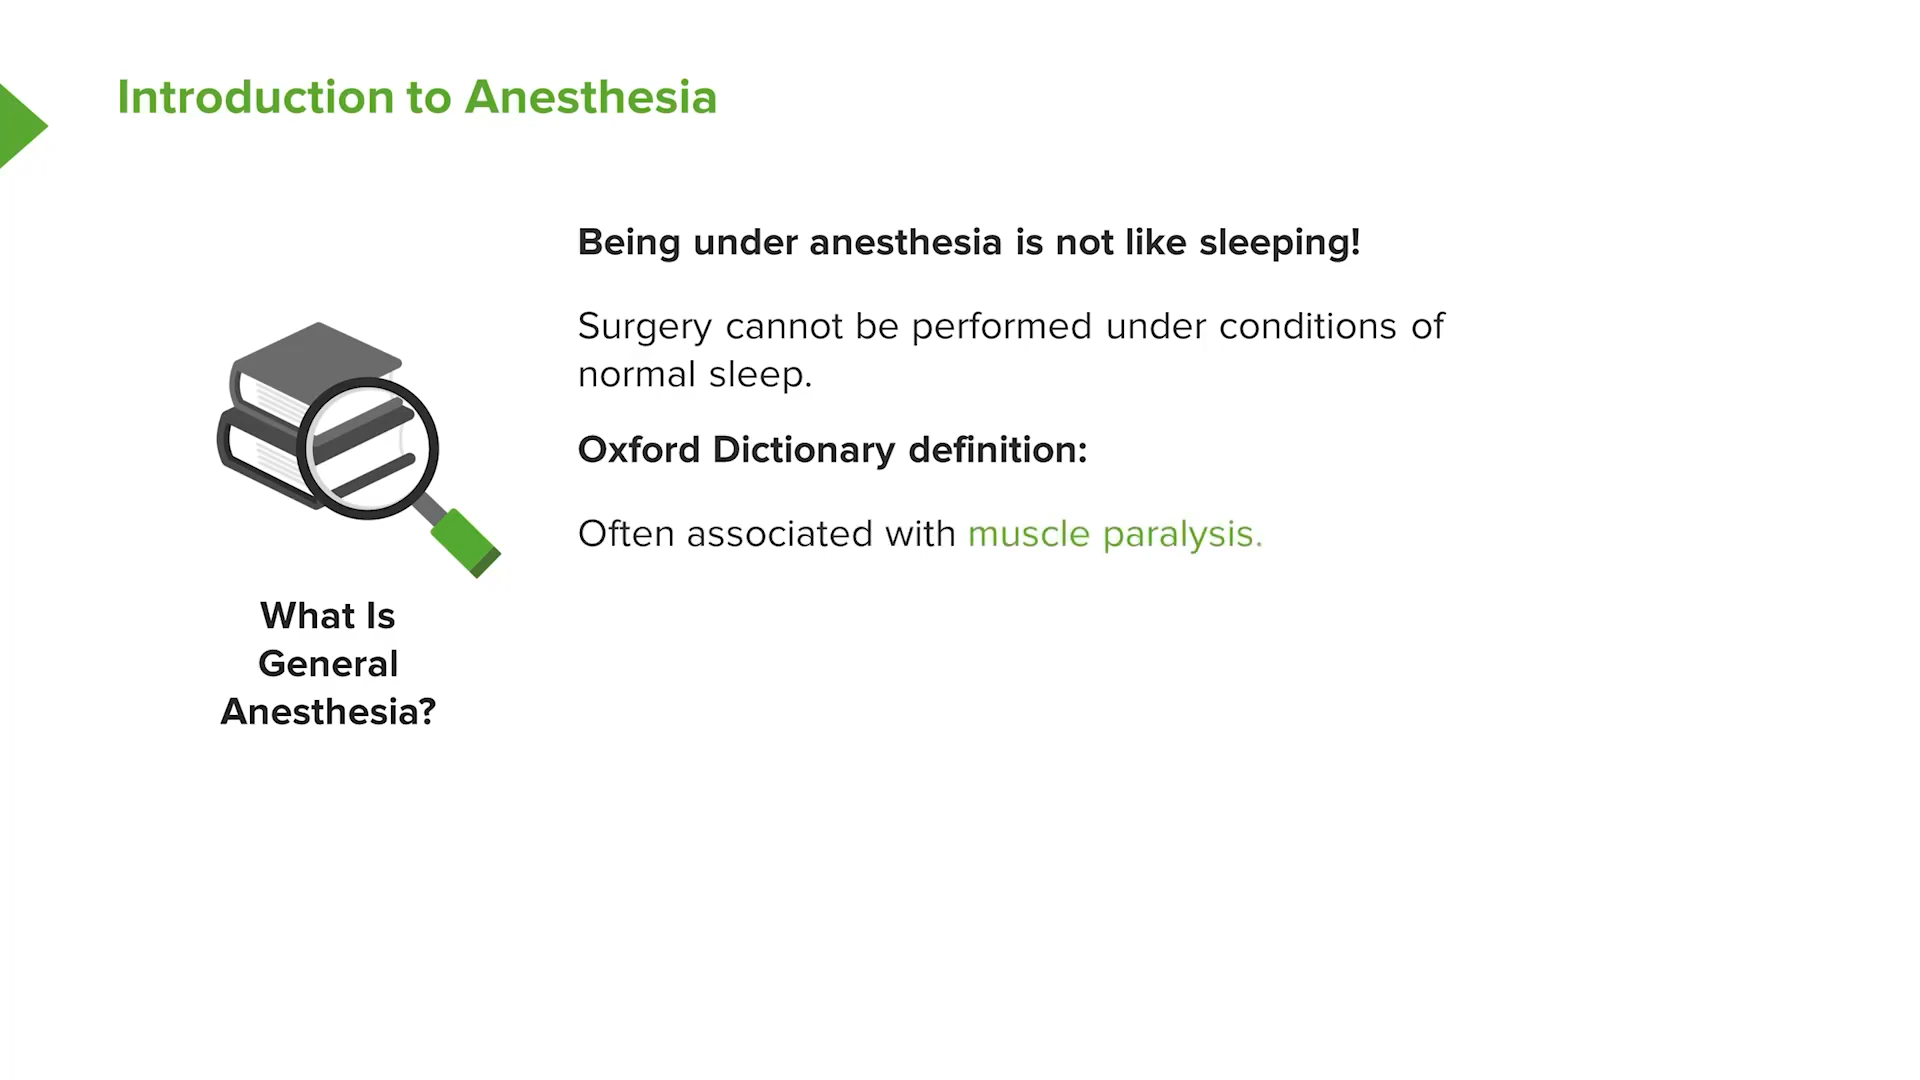 Introduction to Anesthesia
Being under anesthesia is not like sleeping!
Surgery cannot be performed under conditions of
normal sleep.
Oxford Dictionary definition:
Often associated with muscle paralysis.
What Is
General
Anesthesia?